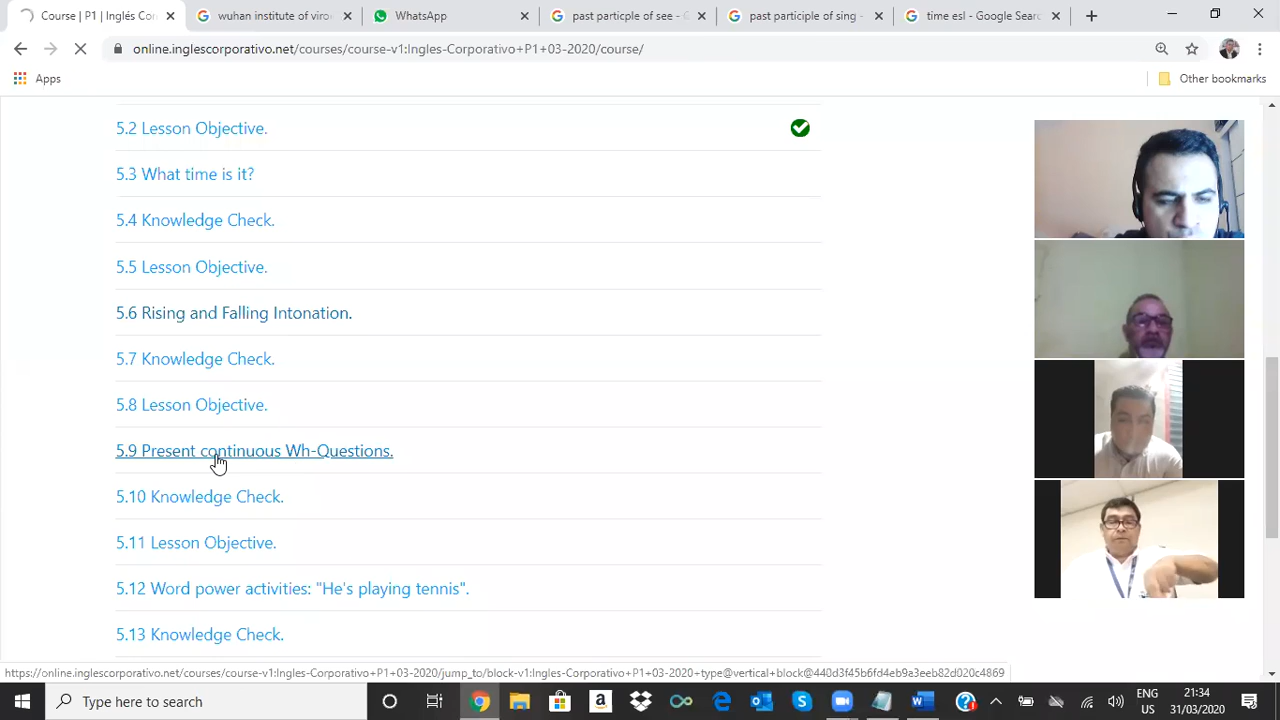 Course | P1 | Inglés Co
wuhan institute of viro
WhatsApp
past particple of see - G
past participle of sing -
time esl - Google Searc
online.inglescorporativo.net/courses/course-v1:Ingles-Corporativo+P1+03-2020/course/
Apps
Other bookmarks
5.2 Lesson Objective.
5.3 What time is it?
5.4 Knowledge Check.
5.5 Lesson Objective.
5.6 Rising and Falling Intonation.
5.7 Knowledge Check.
5.8 Lesson Objective.
5.9 Present continuous Wh-Questions.
5.10 Knowledge Check.
5.11 Lesson Objective.
5.12 Word power activities: "He's playing tennis".
5.13 Knowledge Check.
https://online.inglescorporativo.net/courses/course-v1:Ingles-Corporativo+P1+03-2020/jump_to/block-v1:Ingles-Corporativo+P1+03-2020+type@vertical+block@440d3f45b6fd4eb9a3eeb82d020c4869
Type here to search
ENG
US
21:34
31/03/2020